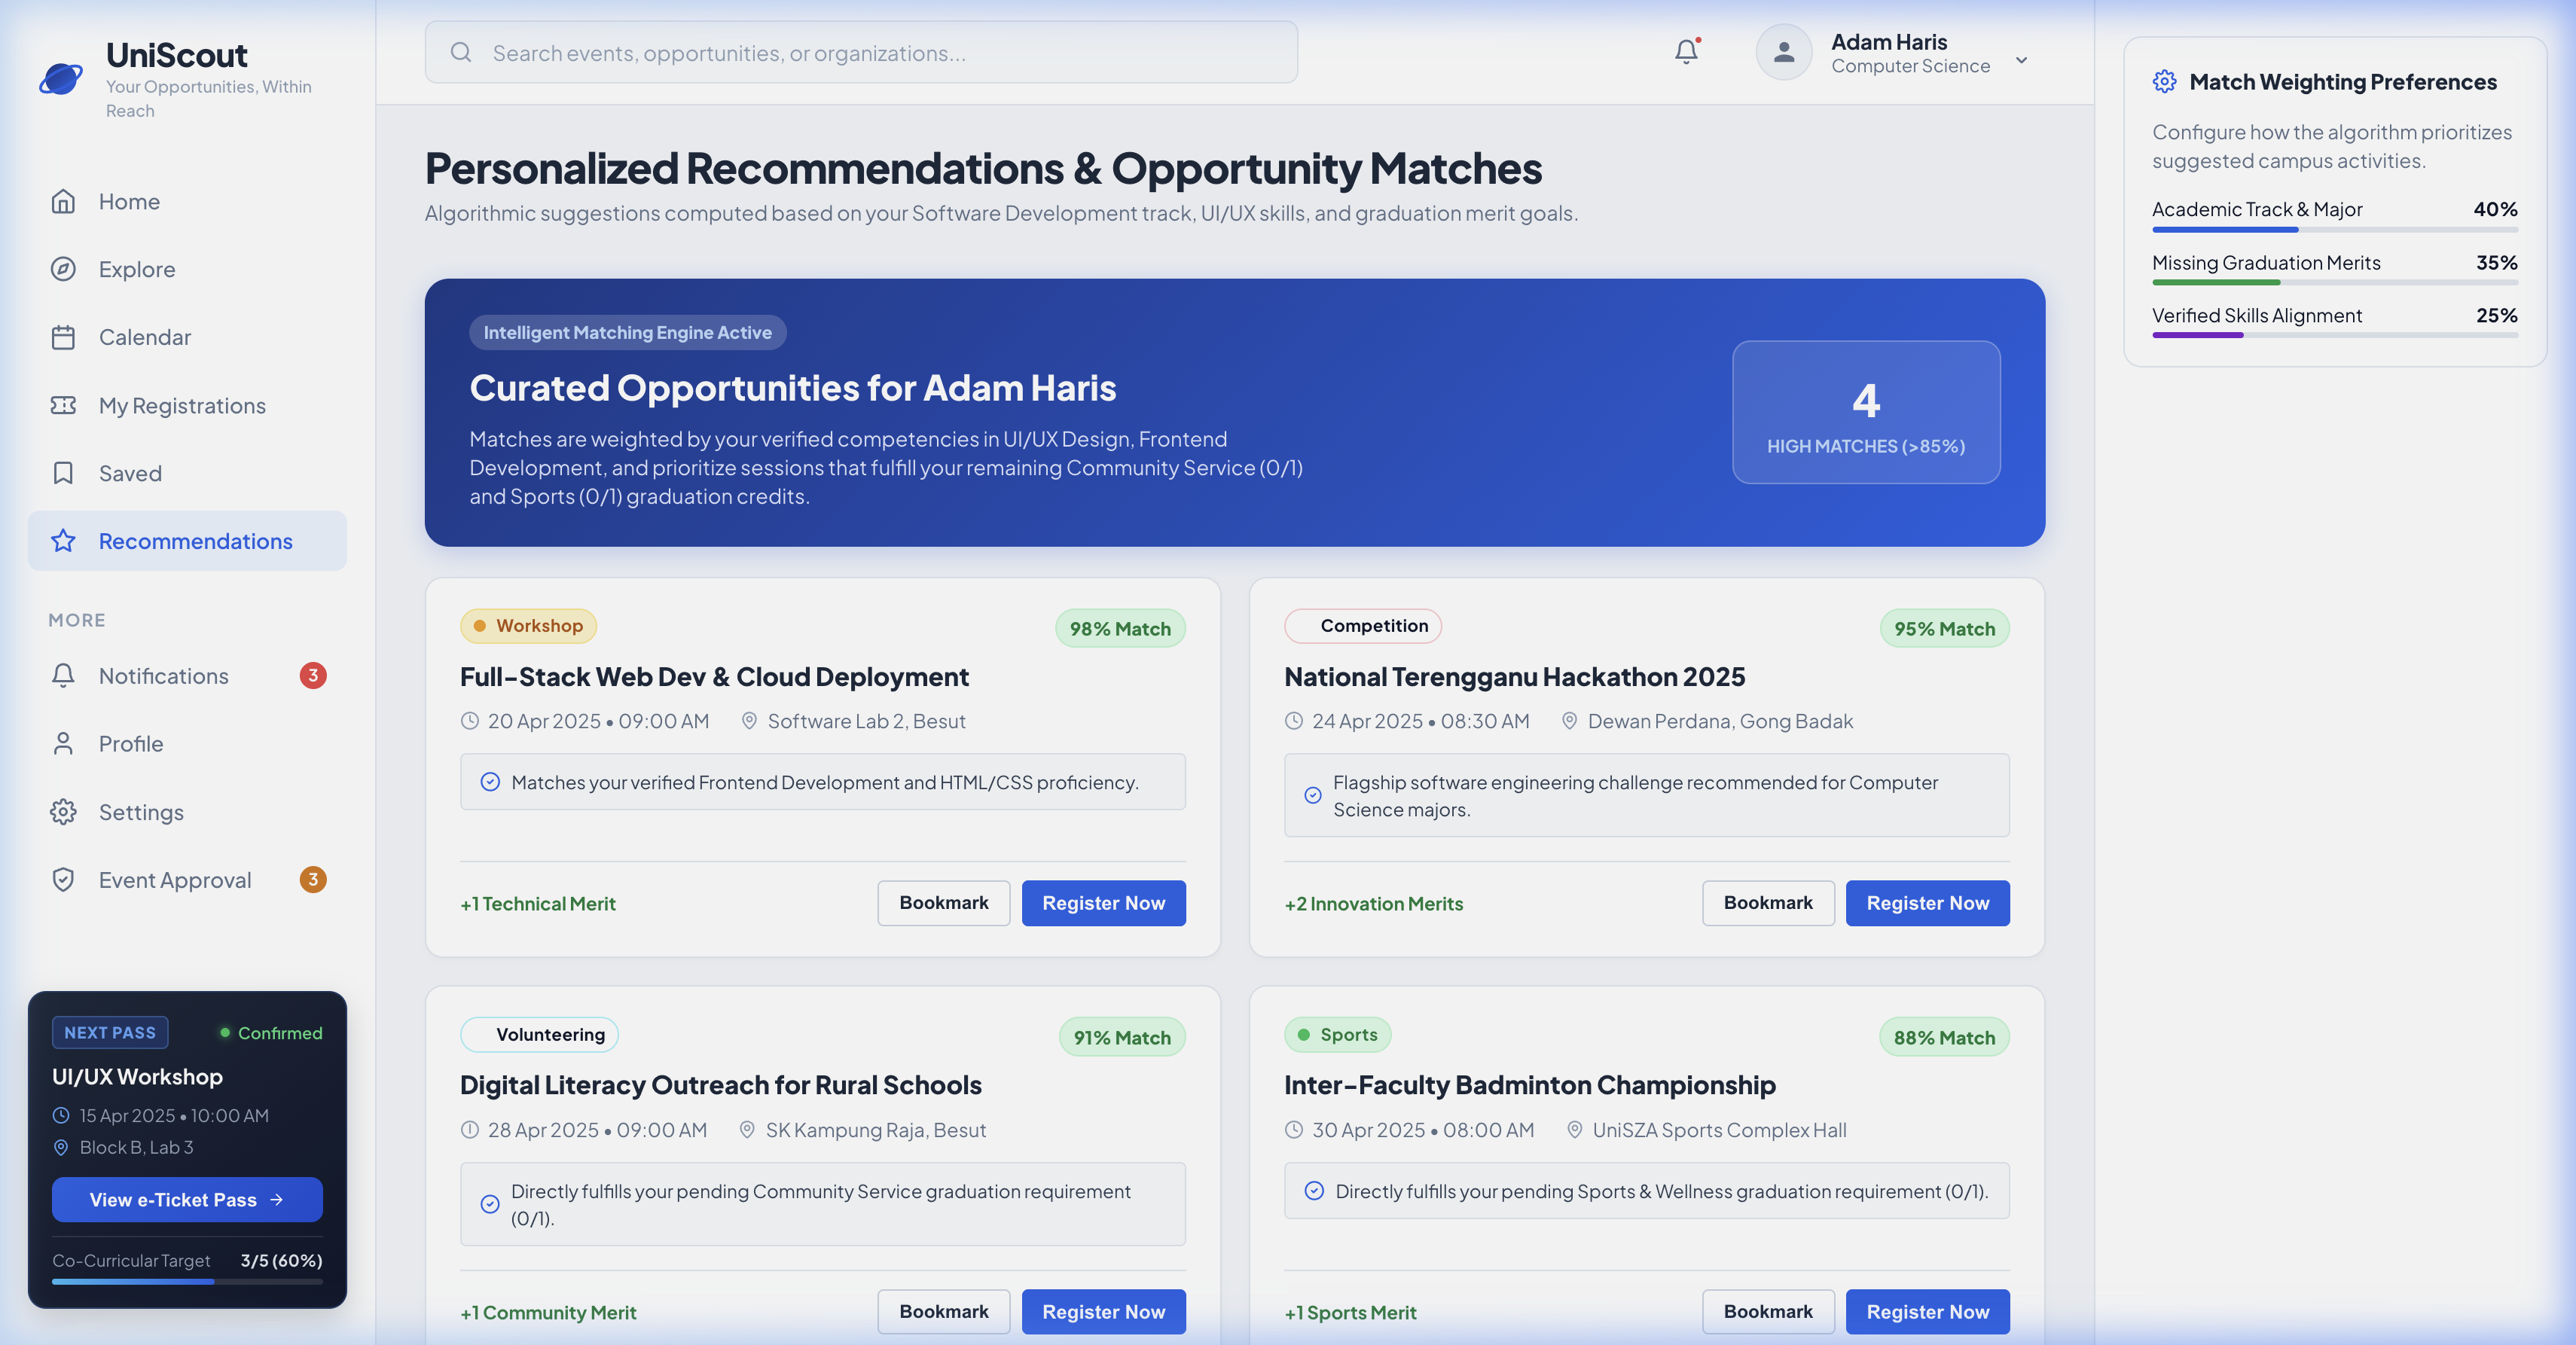 UniScout
Your Opportunities, Within
Reach
Home
Explore
Calendar
My Registrations
Saved
Recommendations
MORE
Notifications
3
Profile
Settings
Event Approval
3
NEXT PASS
Confirmed
UI/UX Workshop
15 Apr 2025 • 10:00 AM
Block B, Lab 3
View e-Ticket Pass →
Co-Curricular Target 3/5 (60%)
Search events, opportunities, or organizations...
Adam Haris
Computer Science
Personalized Recommendations & Opportunity Matches
Algorithmic suggestions computed based on your Software Development track, UI/UX skills, and graduation merit goals.
Intelligent Matching Engine Active
Curated Opportunities for Adam Haris
Matches are weighted by your verified competencies in UI/UX Design, Frontend
Development, and prioritize sessions that fulfill your remaining Community Service (0/1)
and Sports (0/1) graduation credits.
4
HIGH MATCHES (>85%)
Workshop
98% Match
Full-Stack Web Dev & Cloud Deployment
20 Apr 2025 • 09:00 AM Software Lab 2, Besut
Matches your verified Frontend Development and HTML/CSS proficiency.
+1 Technical Merit
Bookmark
Register Now
Competition
95% Match
National Terengganu Hackathon 2025
24 Apr 2025 • 08:30 AM Dewan Perdana, Gong Badak
Flagship software engineering challenge recommended for Computer
Science majors.
+2 Innovation Merits
Bookmark
Register Now
Volunteering
91% Match
Digital Literacy Outreach for Rural Schools
28 Apr 2025 • 09:00 AM SK Kampung Raja, Besut
Directly fulfills your pending Community Service graduation requirement
(0/1).
+1 Community Merit
Bookmark
Register Now
Sports
88% Match
Inter-Faculty Badminton Championship
30 Apr 2025 • 08:00 AM UniSZA Sports Complex Hall
Directly fulfills your pending Sports & Wellness graduation requirement (0/1).
+1 Sports Merit
Bookmark
Register Now
Match Weighting Preferences
Configure how the algorithm prioritizes
suggested campus activities.
Academic Track & Major 40%
Missing Graduation Merits 35%
Verified Skills Alignment 25%